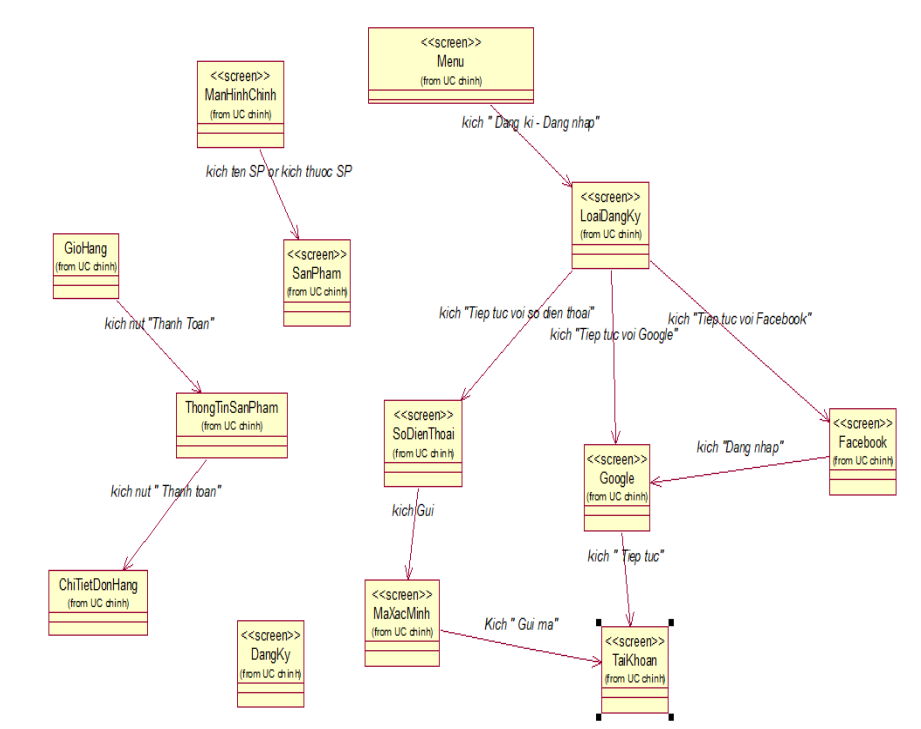 <<screen>>
Menu
(from UC chinh)
<<screen>>
ManHinhChinh
(from UC chinh)
kich " Dang ki - Dang nhap"
kich ten SP or kich thuoc SP
<<screen>>
LoaiDangKy
(from UC chinh)
GioHang
(from UC chinh)
<<screen>>
SanPham
(from UC chinh)
kich nut "Thanh Toan"
kich "Tiep tuc voi so dien thoai"
kich "Tiep tuc voi Google"
kich "Tiep tuc voi Facebook"
ThongTinSanPham
(from UC chinh)
<<screen>>
SoDienThoai
(from UC chinh)
<<screen>>
Facebook
(from UC chinh)
kich "Dang nhap"
<<screen>>
Google
(from UC chinh)
kich nut " Thanh toan"
kich Gui
kich " Tiep tuc"
ChiTietDonHang
(from UC chinh)
<<screen>>
MaXacMinh
(from UC chinh)
Kich " Gui ma"
<<screen>>
DangKy
(from UC chinh)
<<screen>>
TaiKhoan
(from UC chinh)